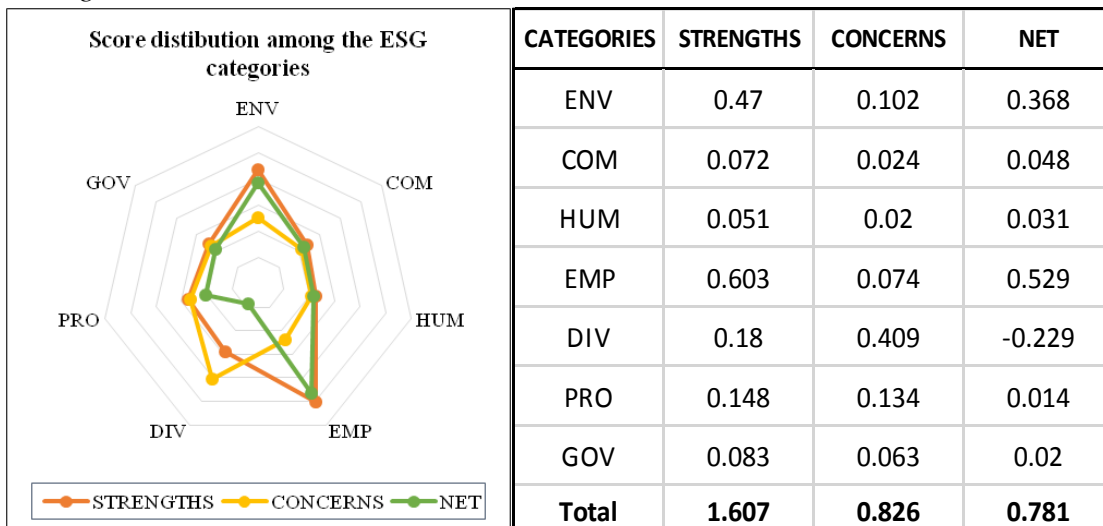 Score distibution among the ESG
categories
ENV
COM
HUM
EMP
DIV
PRO
GOV
STRENGTHS CONCERNS NET
CATEGORIES STRENGTHS CONCERNS NET
ENV 0.47 0.102 0.368
COM 0.072 0.024 0.048
HUM 0.051 0.02 0.031
EMP 0.603 0.074 0.529
DIV 0.18 0.409 -0.229
PRO 0.148 0.134 0.014
GOV 0.083 0.063 0.02
Total 1.607 0.826 0.781